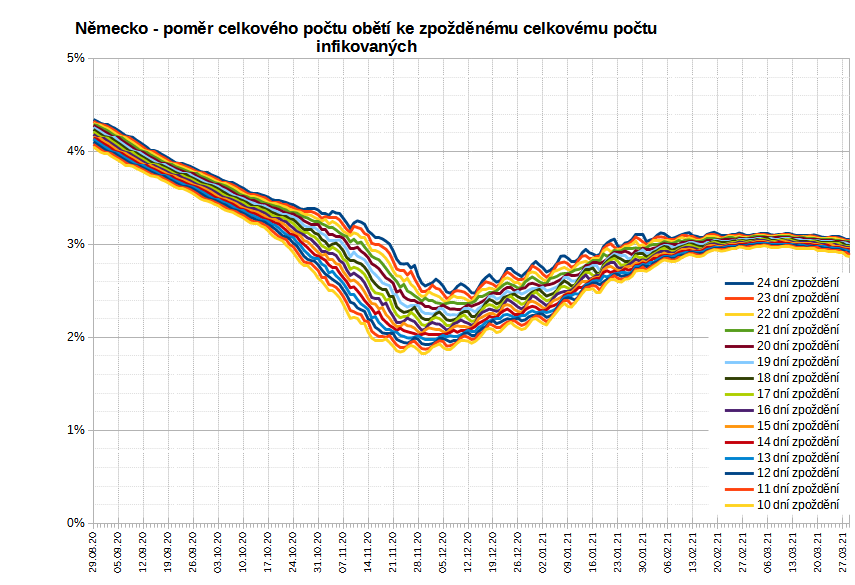 Německo - poměr celkového počtu obětí ke zpožděnému celkovému počtu
infikovaných
5%
4%
3%
2%
1%
0%
24 dní zpoždění
23 dní zpoždění
22 dní zpoždění
21 dní zpoždění
20 dní zpoždění
19 dní zpoždění
18 dní zpoždění
17 dní zpoždění
16 dní zpoždění
15 dní zpoždění
14 dní zpoždění
13 dní zpoždění
12 dní zpoždění
11 dní zpoždění
10 dní zpoždění
29.08.20
05.09.20
12.09.20
19.09.20
26.09.20
03.10.20
10.10.20
17.10.20
24.10.20
31.10.20
07.11.20
14.11.20
21.11.20
28.11.20
05.12.20
12.12.20
19.12.20
26.12.20
02.01.21
09.01.21
16.01.21
23.01.21
30.01.21
06.02.21
13.02.21
20.02.21
27.02.21
06.03.21
13.03.21
20.03.21
27.03.21